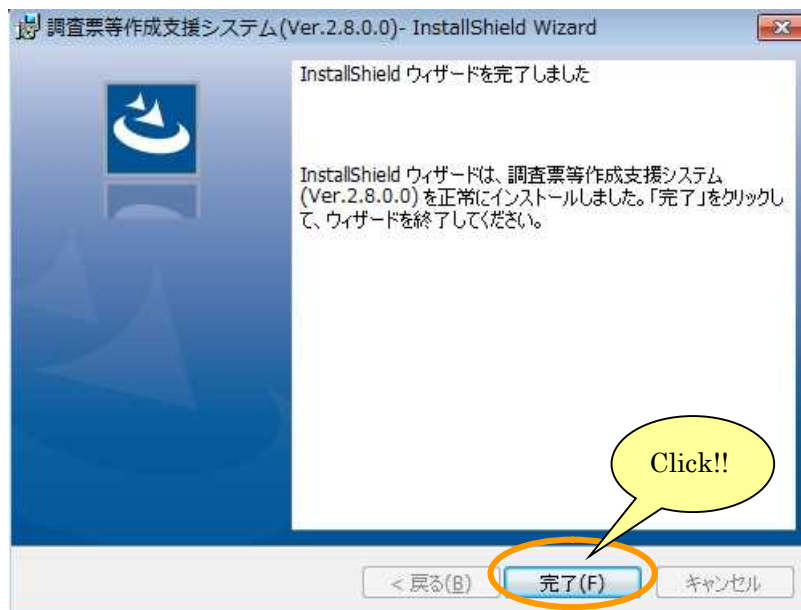 調査票等作成支援システム(Ver.2.8.0.0)- InstallShield Wizard
InstallShield ウィザードを完了しました
InstallShield ウィザードは、調査票等作成支援システム
(Ver.2.8.0.0) を正常にインストールしました。「完了」をクリックし
て、ウィザードを終了してください。
Click!!
< 戻る(B)
完了(F)
キャンセル